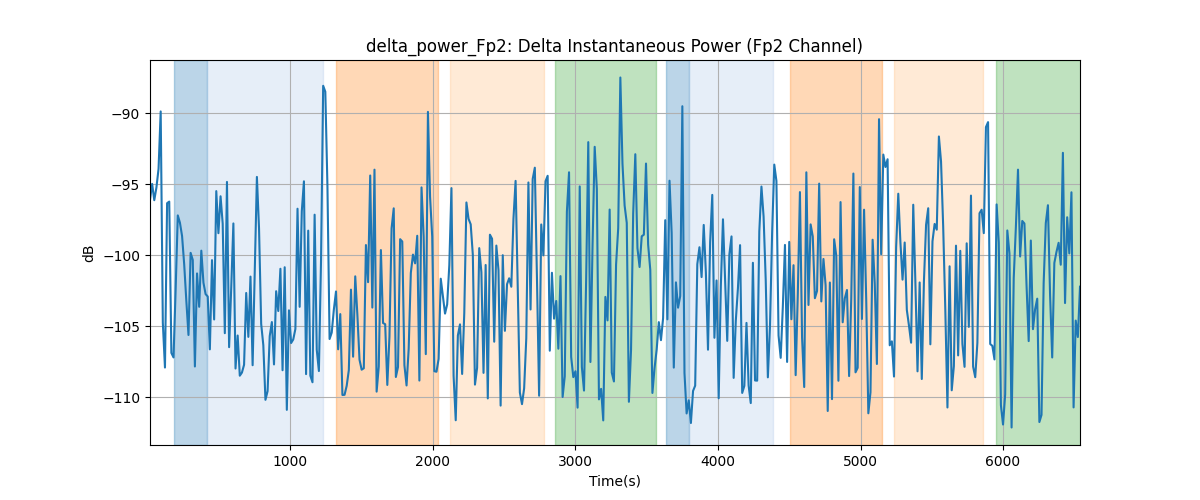 delta_power_Fp2: Delta Instantaneous Power (Fp2 Channel)
dB
−90
−95
−100
−105
−110
1000 2000 3000 4000 5000 6000
Time(s)